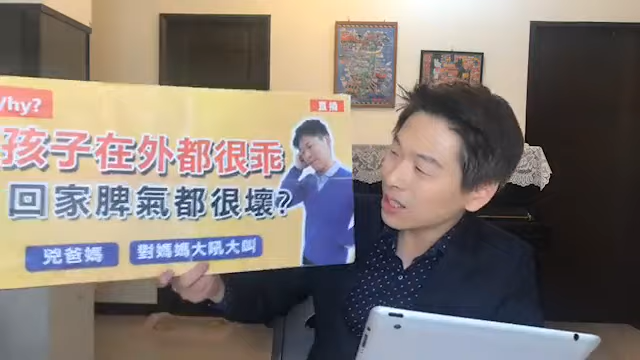 Why?
直播
孩子在外都很乖
回家脾氣都很壞?
兇爸媽
對媽媽大吼大叫